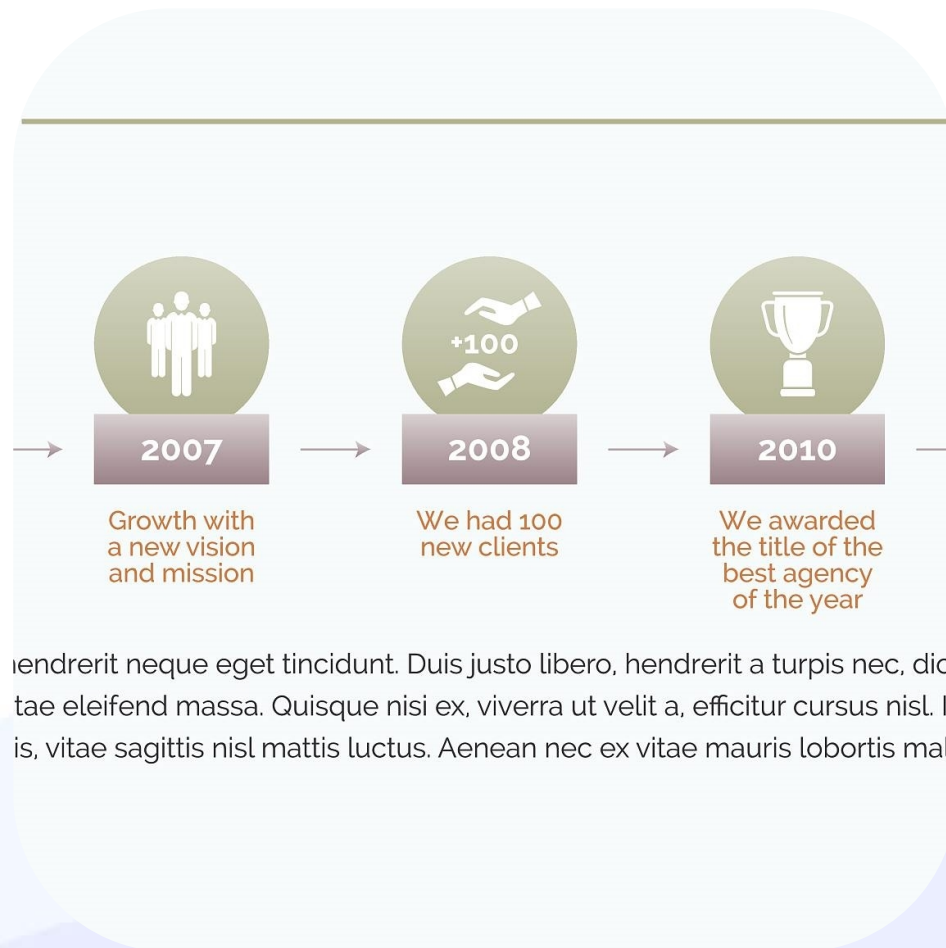 +100
2007
2008
2010
Growth with
a new vision
and mission
We had 100
new clients
We awarded
the title of the
best agency
of the year
hendrerit neque eget tincidunt. Duis justo libero, hendrerit a turpis nec,
eleifend massa. Quisque nisi ex, viverra ut velit a, efficitur cursus nisl.
vitae sagittis nisl mattis luctus. Aenean nec ex vitae mauris lobortis